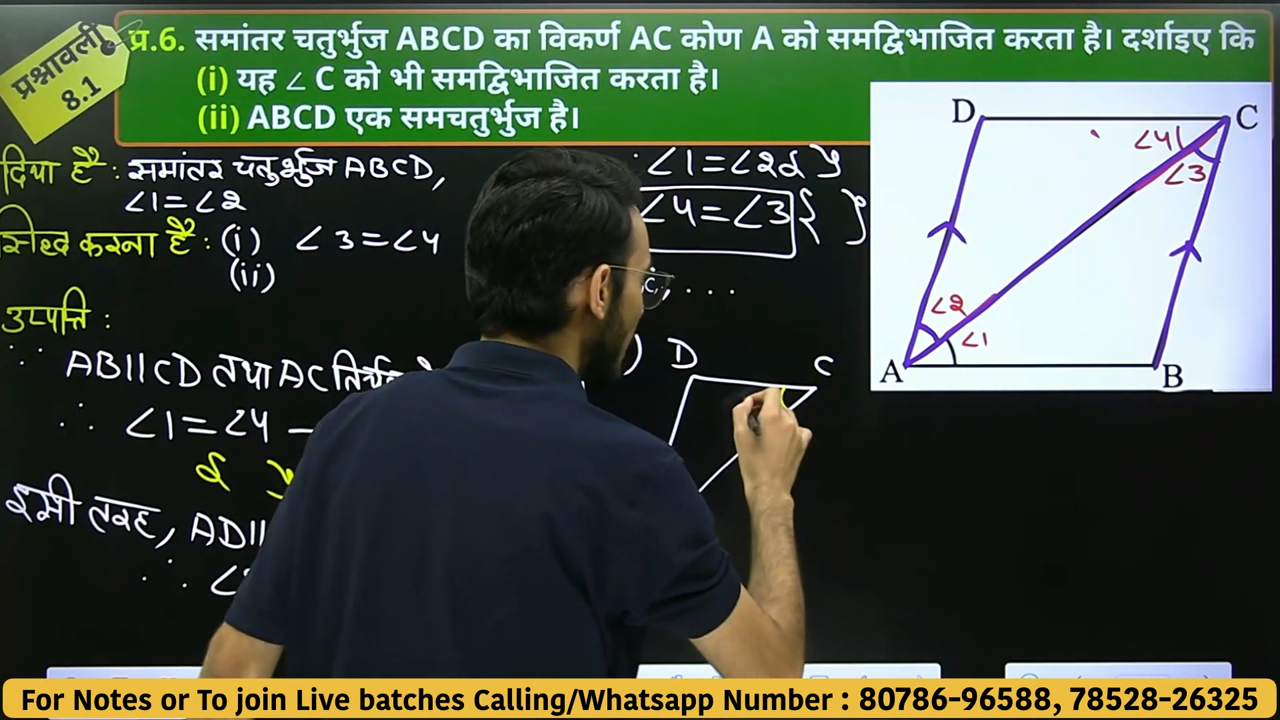 प्रश्नावली 8.1
प्र.6. समांतर चतुर्भुज ABCD का विकर्ण AC कोण A को समद्विभाजित करता है। दर्शाइए कि
(i) यह ∠ C को भी समद्विभाजित करता है।
(ii) ABCD एक समचतुर्भुज है।
दिया है : समांतर चतुर्भुज ABCD,
∠1=∠2
सिद्ध करना है : (i) ∠3=∠4
(ii)
उपपत्ति :
∵ AB||CD तथा AC
∴ ∠1=∠4 –
इसी तरह, AD||
∴ ∠
∠1=∠2
∠4=∠3
D C
D C
∠4
∠3
∠2
∠1
A B
For Notes or To join Live batches Calling/Whatsapp Number : 80786-96588, 78528-26325